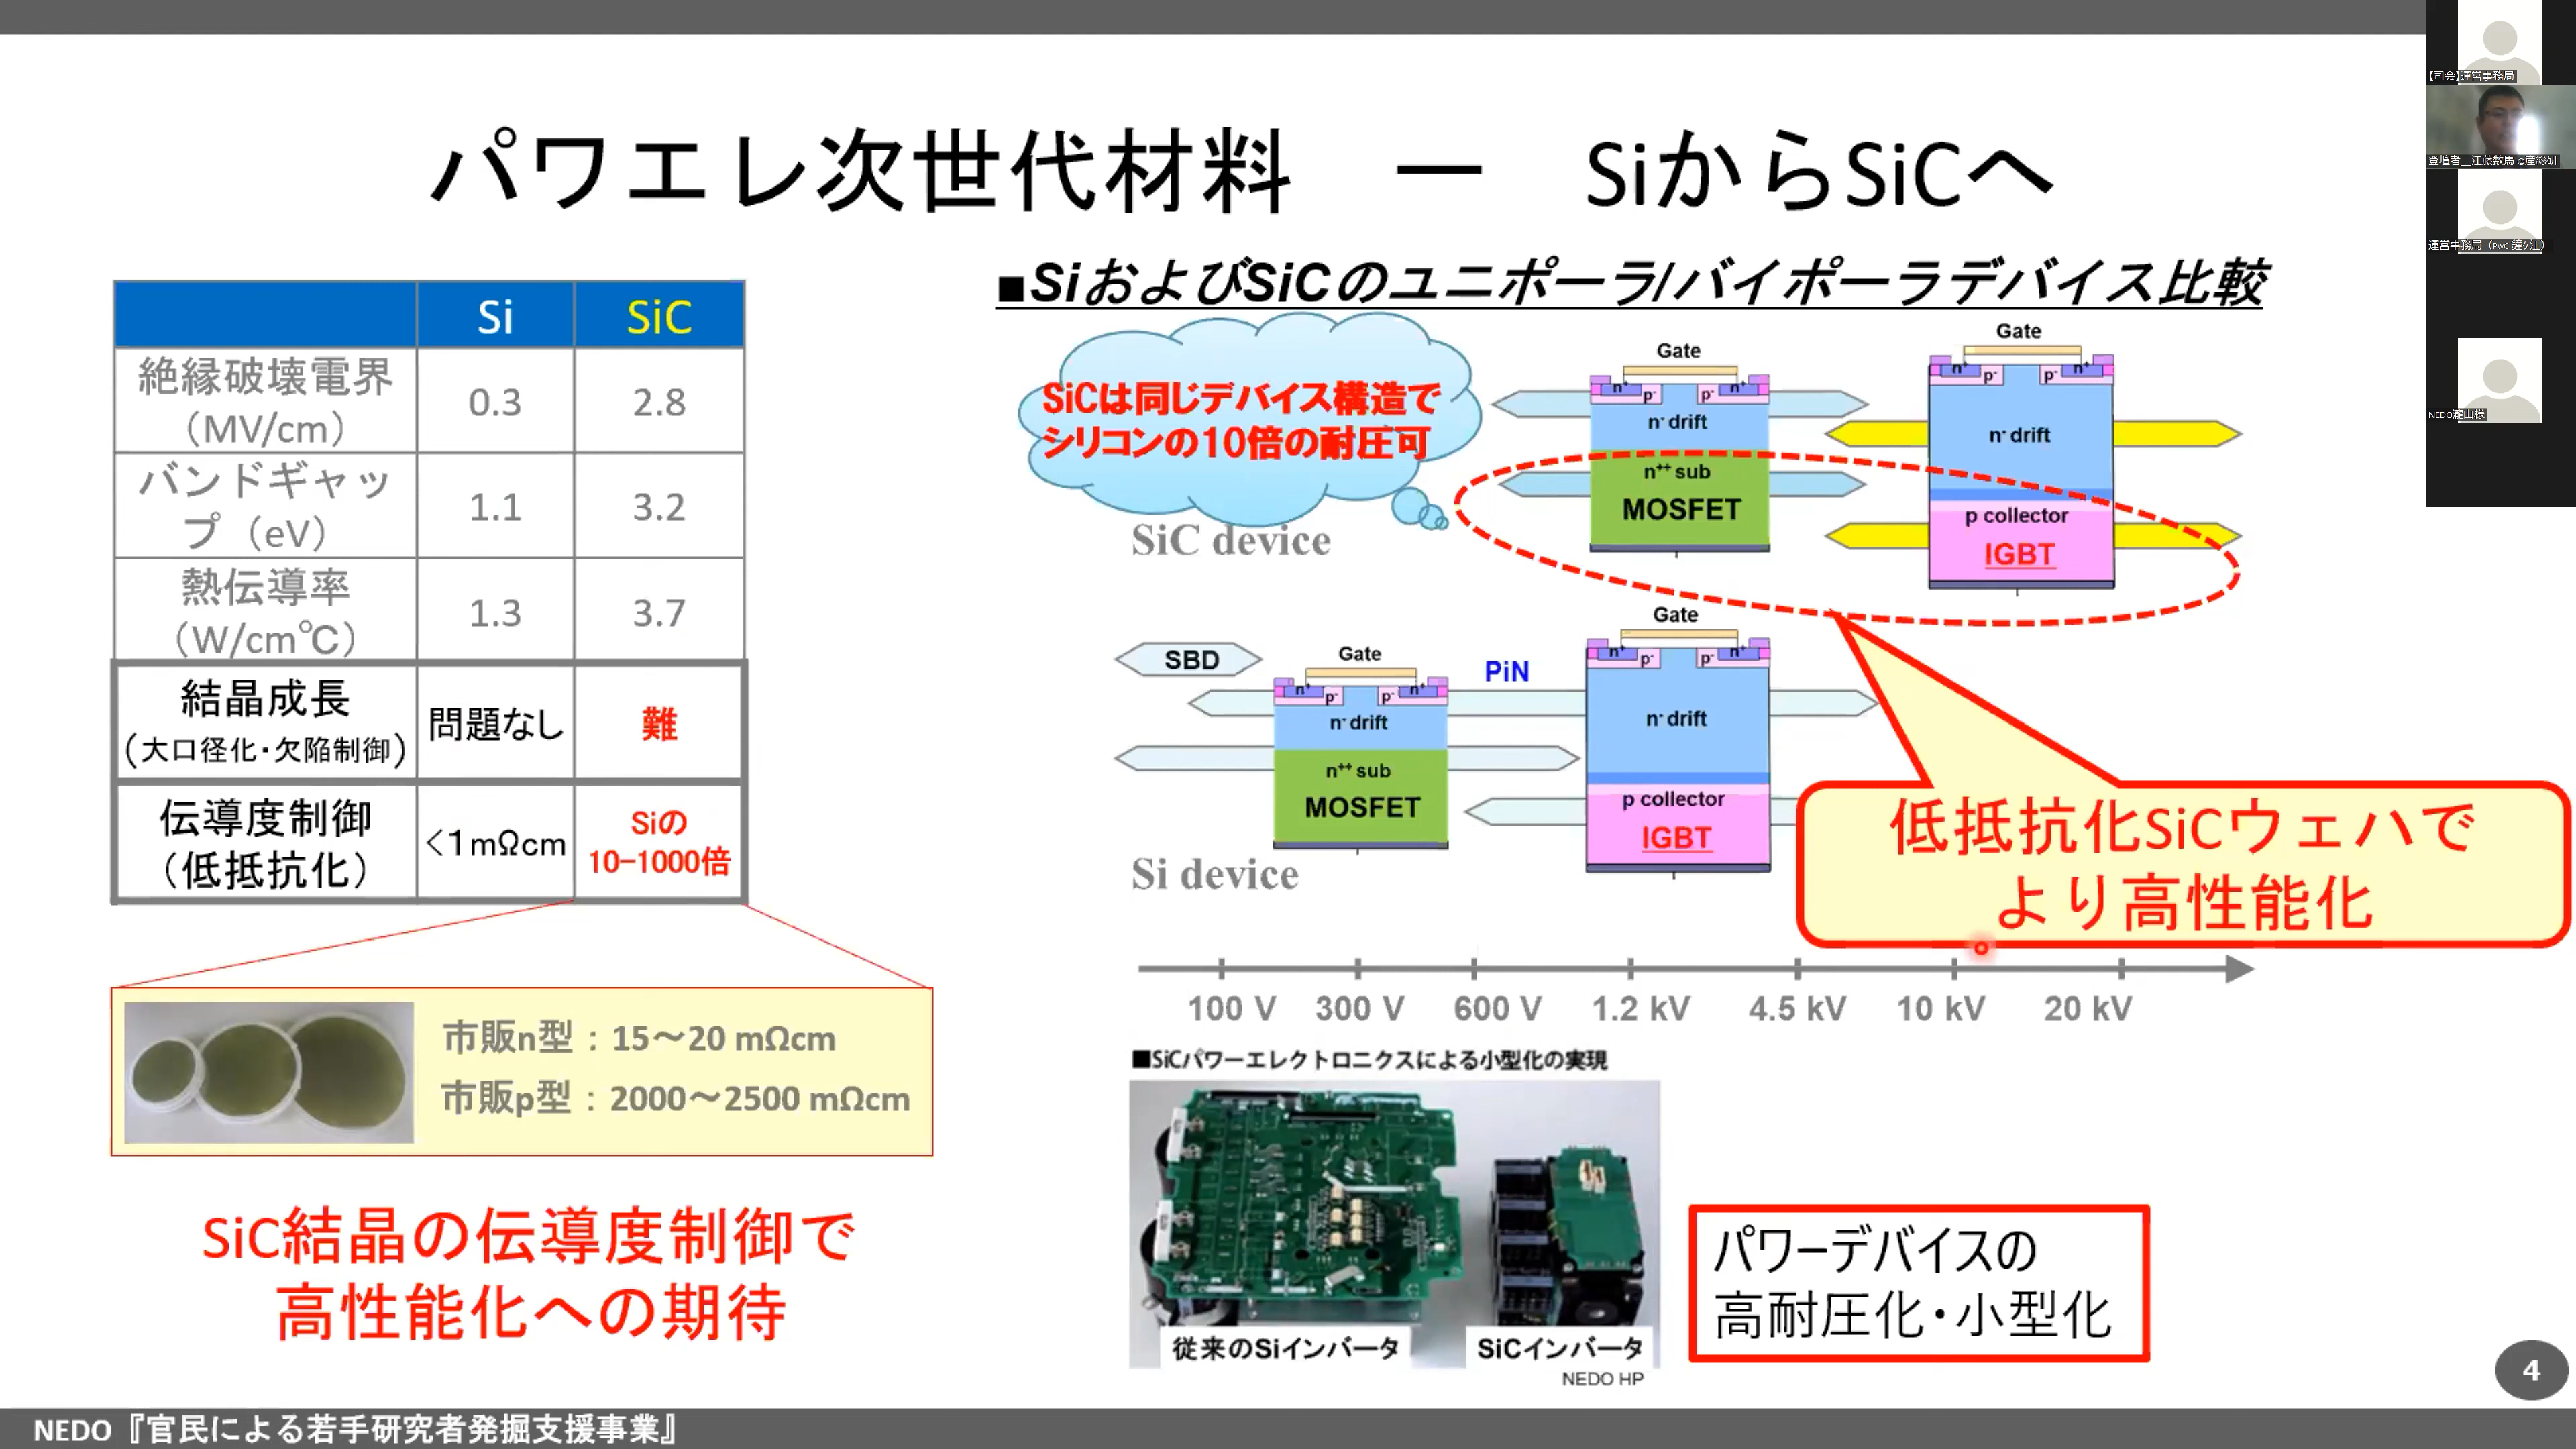 パワエレ次世代材料　ー　SiからSiCへ
Si
SiC
絶縁破壊電界
（MV/cm）
0.3
2.8
バンドギャッ
プ（eV）
1.1
3.2
熱伝導率
（W/cm℃）
1.3
3.7
結晶成長
（大口径化・欠陥制御）
問題なし
難
伝導度制御
（低抵抗化）
<1mΩcm
Siの
10-1000倍
市販n型：15～20 mΩcm
市販p型：2000～2500 mΩcm
SiC結晶の伝導度制御で
高性能化への期待
■SiおよびSiCのユニポーラ/バイポーラデバイス比較
SiCは同じデバイス構造で
シリコンの10倍の耐圧可
SiC device
Gate
n⁺ p⁻ p⁻ n⁺
n⁻ drift
n⁺⁺ sub
MOSFET
Gate
n⁺ p⁻ p⁻ n⁺
n⁻ drift
p collector
IGBT
SBD
PiN
Gate
n⁺ p⁻ p⁻ n⁺
n⁻ drift
n⁺⁺ sub
MOSFET
Gate
n⁺ p⁻ p⁻ n⁺
n⁻ drift
p collector
IGBT
Si device
低抵抗化SiCウェハで
より高性能化
100 V 300 V 600 V 1.2 kV 4.5 kV 10 kV 20 kV
■SiCパワーエレクトロニクスによる小型化の実現
従来のSiインバータ
SiCインバータ
NEDO HP
パワーデバイスの
高耐圧化・小型化
4
NEDO『官民による若手研究者発掘支援事業』
【司会】運営事務局
登壇者__江藤数馬@産総研
運営事務局（PwC 鐘ケ江）
NEDO瀧山様